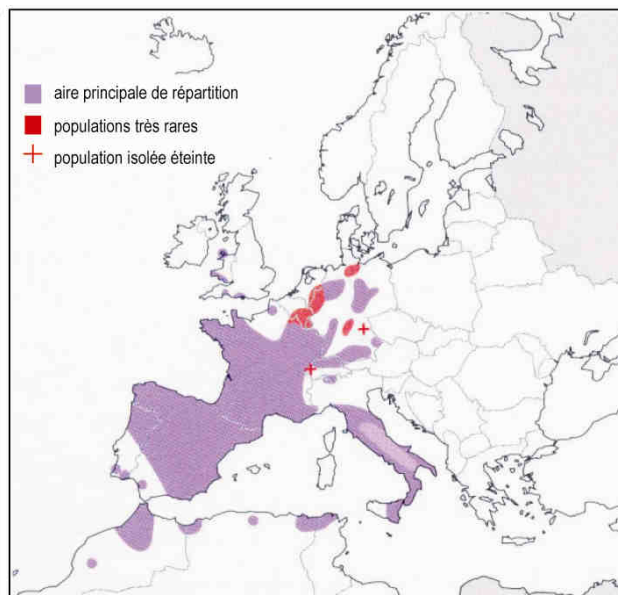 aire principale de répartition
populations très rares
population isolée éteinte